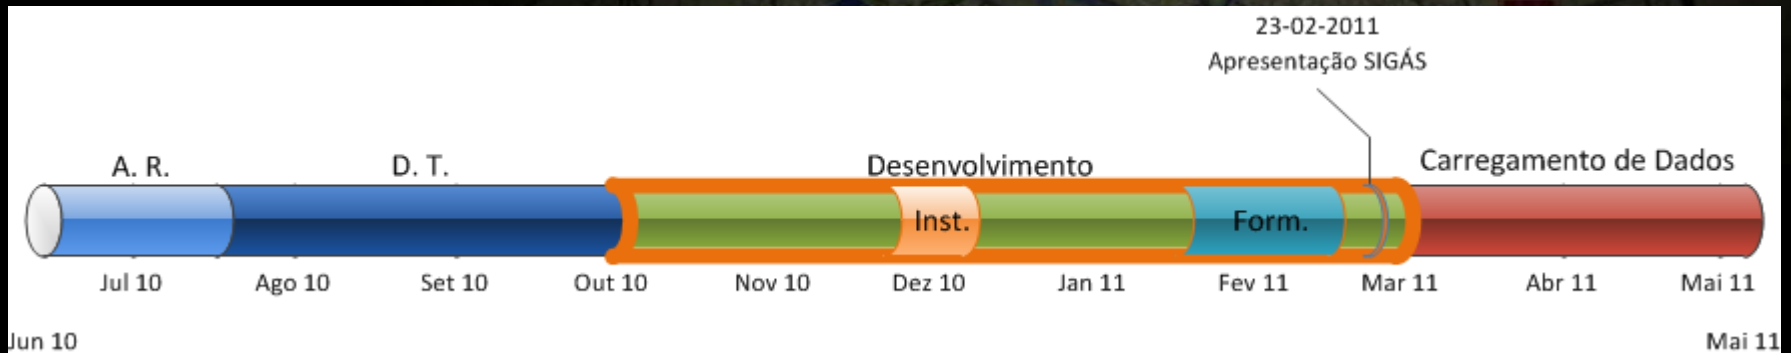 23-02-2011
Apresentação SIGÁS
A. R.
D. T.
Desenvolvimento
Carregamento de Dados
Inst.
Form.
Jul 10
Ago 10
Set 10
Out 10
Nov 10
Dez 10
Jan 11
Fev 11
Mar 11
Abr 11
Mai 11
Jun 10
Mai 11